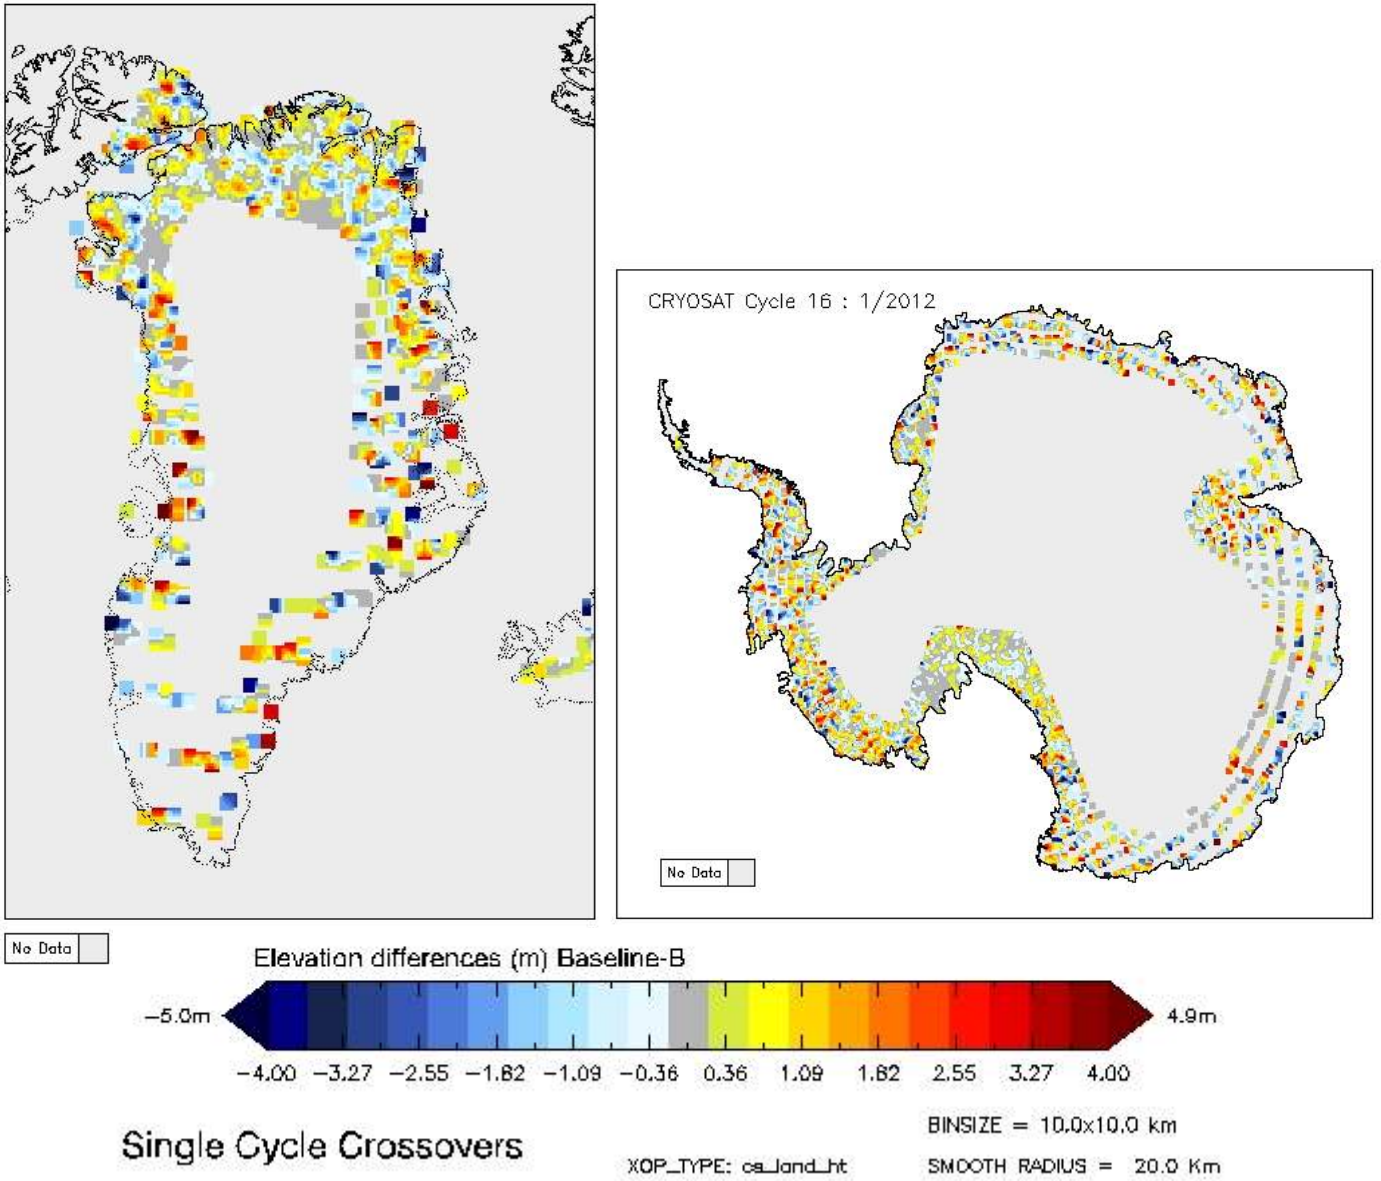 CRYOSAT Cycle 16 : 1/2012
No Data
No Data
Elevation differences (m) Baseline-B
-5.0m
4.9m
-4.00 -3.27 -2.55 -1.82 -1.09 -0.36 0.36 1.09 1.82 2.55 3.27 4.00
Single Cycle Crossovers
BINSIZE = 10.0x10.0 km
XOP_TYPE: cs_land_ht
SMOOTH RADIUS = 20.0 Km